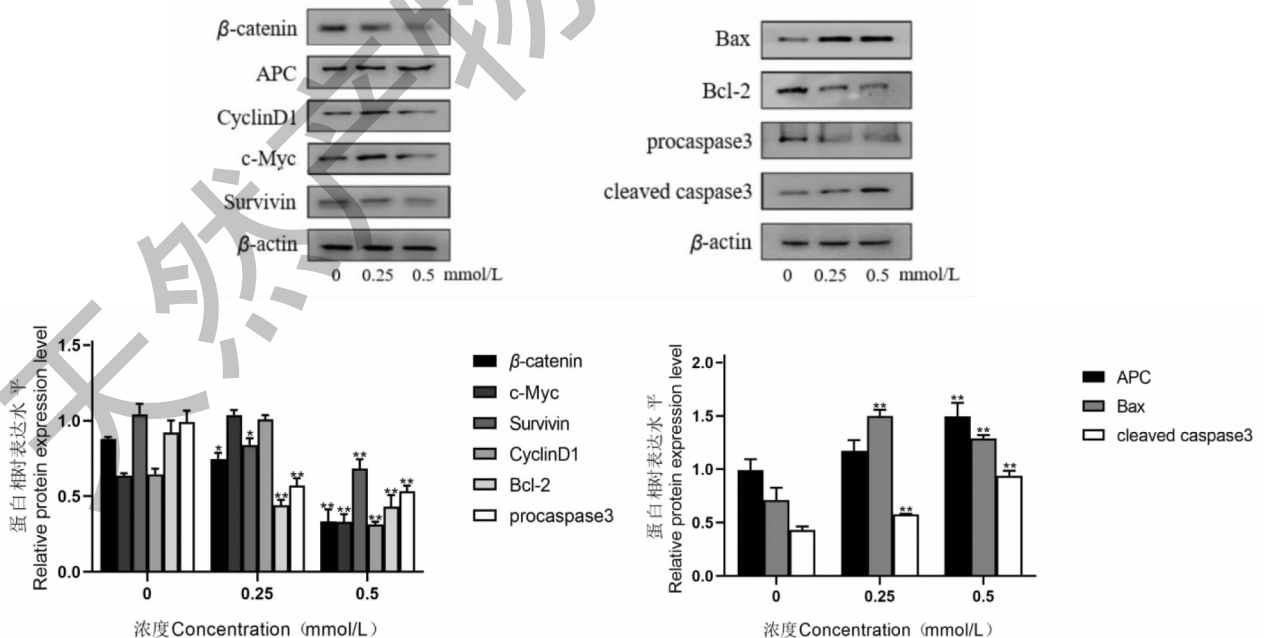 β-catenin
APC
CyclinD1
c-Myc
Survivin
β-actin
0 0.25 0.5 mmol/L
Bax
Bcl-2
procaspase3
cleaved caspase3
β-actin
0 0.25 0.5 mmol/L
天然产物
蛋白相对表达水平
Relative protein expression level
1.5
1.0
0.5
0.0
* * ** ** ** ** ** ** ** **
0 0.25 0.5
浓度Concentration（mmol/L）
β-catenin
c-Myc
Survivin
CyclinD1
Bcl-2
procaspase3
蛋白相对表达水平
Relative protein expression level
2.0
1.5
1.0
0.5
0.0
** ** ** ** **
0 0.25 0.5
浓度Concentration（mmol/L）
APC
Bax
cleaved caspase3